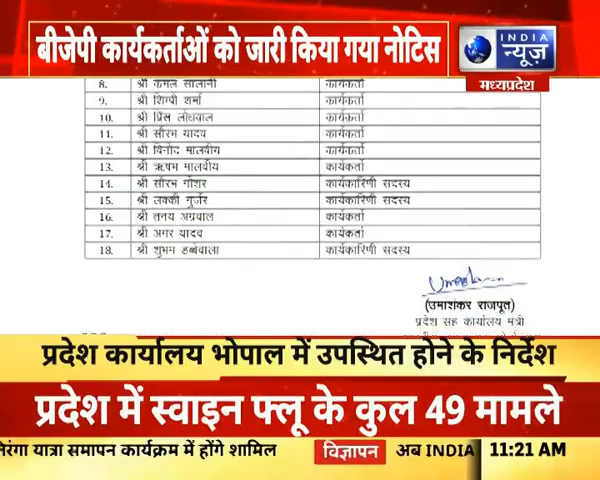 बीजेपी कार्यकर्ताओं को जारी किया गया नोटिस
INDIA
न्यूज़
मध्यप्रदेश
8. श्री कमल सोलानी कार्यकर्ता
9. श्री शिम्पी शर्मा कार्यकर्ता
10. श्री प्रिंस लोधवाल कार्यकर्ता
11. श्री सौरभ यादव कार्यकर्ता
12. श्री विनोद मालवीय कार्यकर्ता
13. श्री ऋषभ मालवीय कार्यकर्ता
14. श्री सौरभ गोशर कार्यकारिणी सदस्य
15. श्री लक्की गुर्जर कार्यकारिणी सदस्य
16. श्री तनय अग्रवाल कार्यकर्ता
17. श्री अगर यादव कार्यकर्ता
18. श्री शुभम डब्बेवाला कार्यकारिणी सदस्य
(उमाशंकर राजपूत)
प्रदेश सह कार्यालय मंत्री
प्रदेश कार्यालय भोपाल में उपस्थित होने के निर्देश
प्रदेश में स्वाइन फ्लू के कुल 49 मामले
तिरंगा यात्रा समापन कार्यक्रम में होंगे शामिल विज्ञापन अब INDIA 11:21 AM